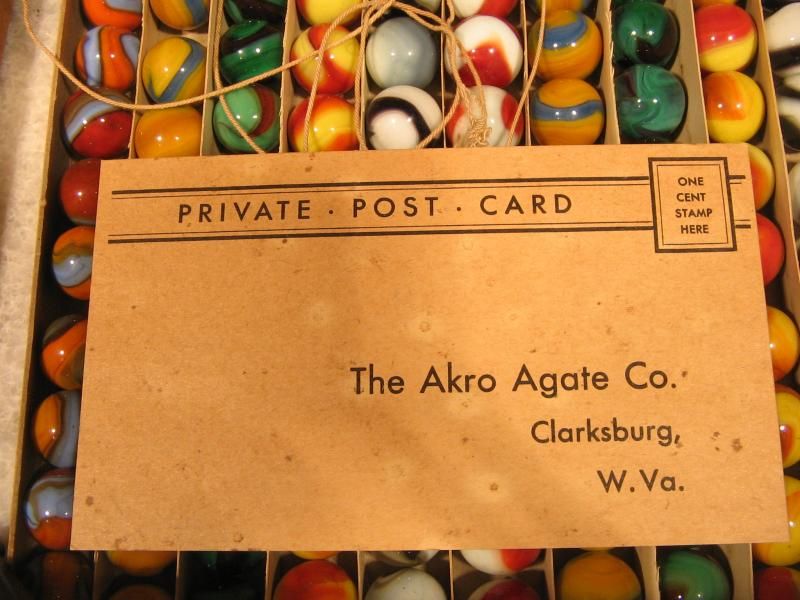 PRIVATE · POST · CARD
ONE
CENT
STAMP
HERE
The Akro Agate Co.
Clarksburg,
W. Va.